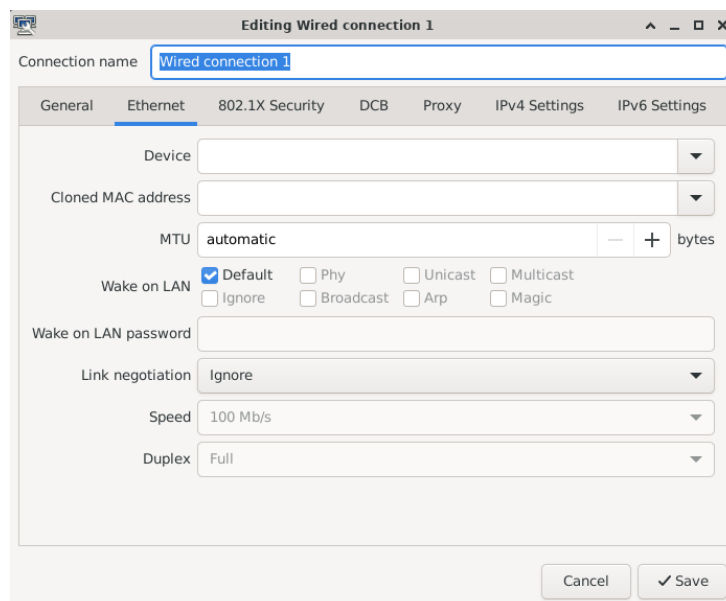 Editing Wired connection 1
Connection name Wired connection 1
General Ethernet 802.1X Security DCB Proxy IPv4 Settings IPv6 Settings
Device
Cloned MAC address
MTU automatic bytes
Wake on LAN
Default Phy Unicast Multicast
Ignore Broadcast Arp Magic
Wake on LAN password
Link negotiation Ignore
Speed 100 Mb/s
Duplex Full
Cancel Save